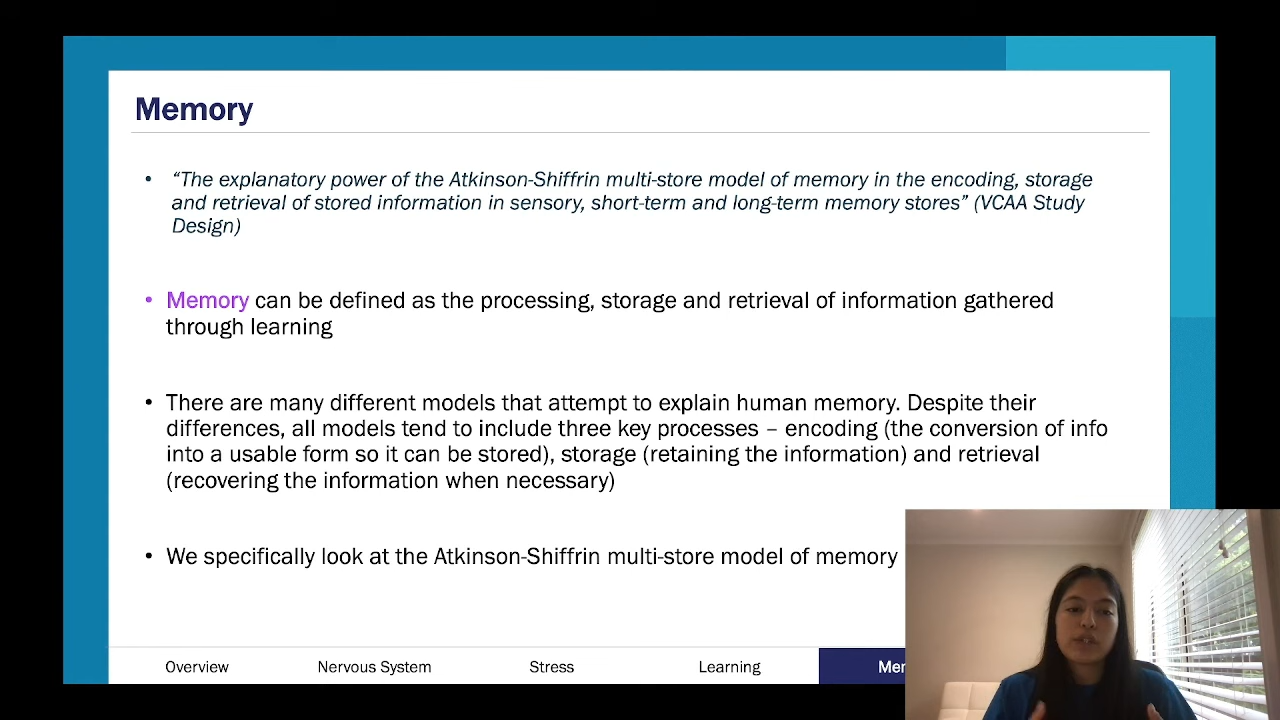 Memory
• “The explanatory power of the Atkinson-Shiffrin multi-store model of memory in the encoding, storage
and retrieval of stored information in sensory, short-term and long-term memory stores” (VCAA Study
Design)
• Memory can be defined as the processing, storage and retrieval of information gathered
through learning
• There are many different models that attempt to explain human memory. Despite their
differences, all models tend to include three key processes – encoding (the conversion of info
into a usable form so it can be stored), storage (retaining the information) and retrieval
(recovering the information when necessary)
• We specifically look at the Atkinson-Shiffrin multi-store model of memory
Overview Nervous System Stress Learning